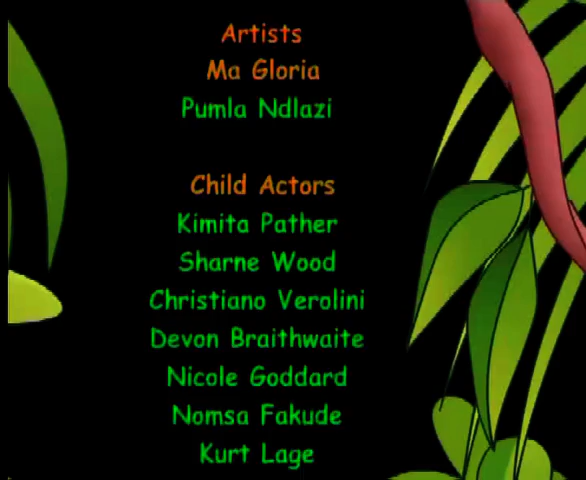 Artists
Ma Gloria
Pumla Ndlazi
Child Actors
Kimita Pather
Sharne Wood
Christiano Verolini
Devon Braithwaite
Nicole Goddard
Nomsa Fakude
Kurt Lage